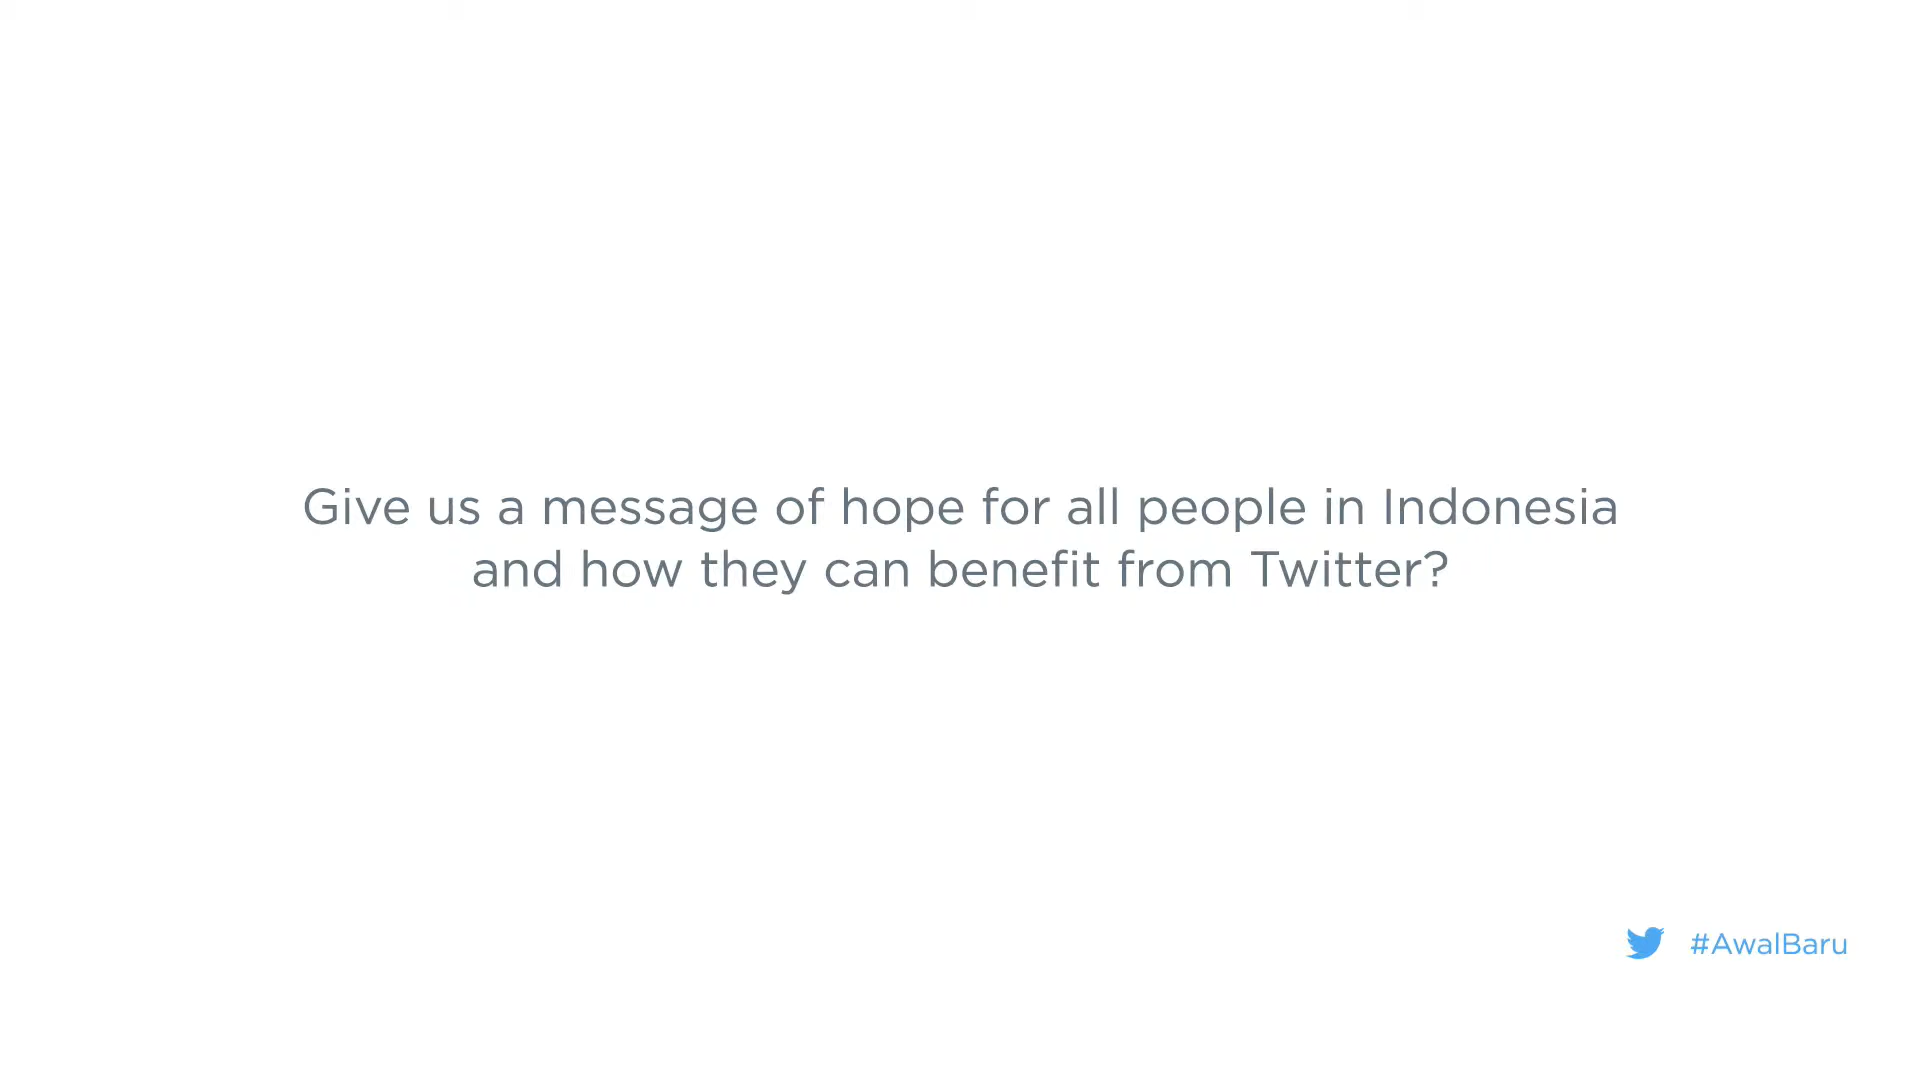 Give us a message of hope for all people in Indonesia
and how they can benefit from Twitter?
#AwalBaru